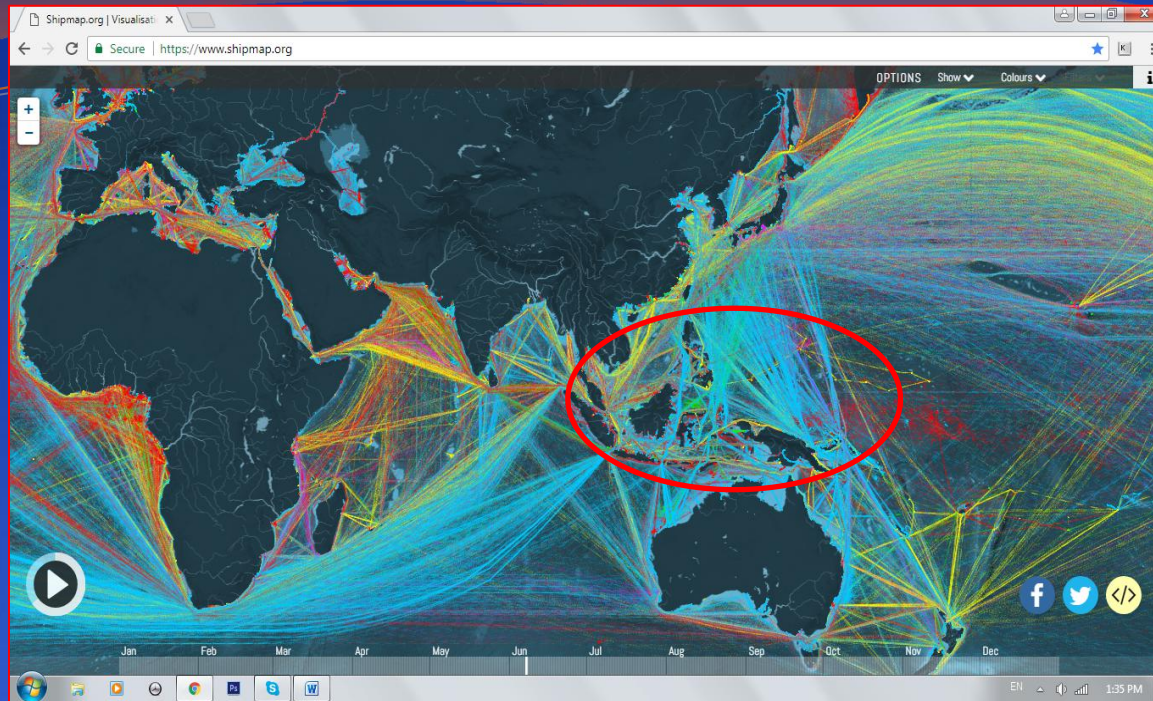 Shipmap.org | Visualisati
Secure | https://www.shipmap.org
OPTIONS Show Colours
+
-
Jan Feb Mar Apr May Jun Jul Aug Sep Oct Nov Dec
EN 1:35 PM